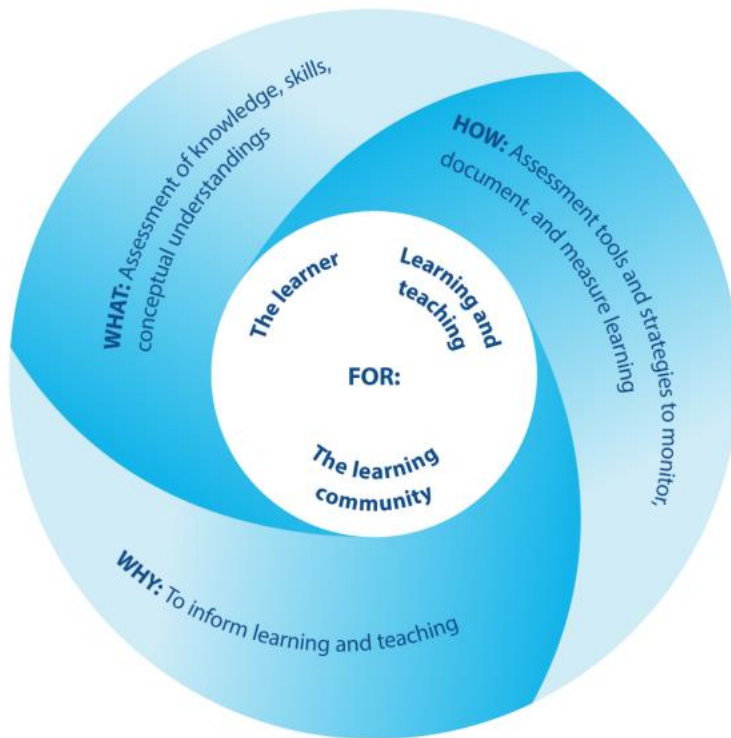 WHAT: Assessment of knowledge, skills,
conceptual understandings
HOW: Assessment tools and strategies to monitor,
document, and measure learning
The learner
Learning and
teaching
FOR:
The learning
community
WHY: To inform learning and teaching